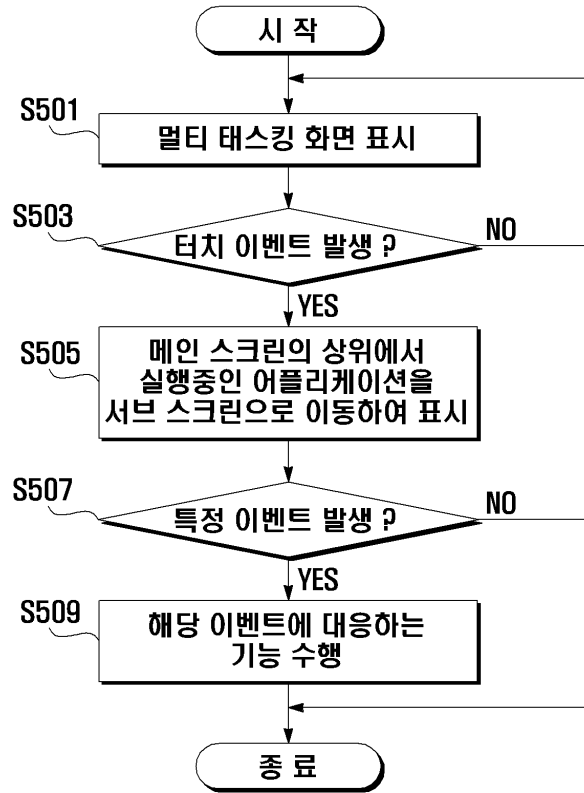 시 작
S501
멀티 태스킹 화면 표시
S503
터치 이벤트 발생 ?
NO
YES
S505
메인 스크린의 상위에서
실행중인 어플리케이션을
서브 스크린으로 이동하여 표시
S507
특정 이벤트 발생 ?
NO
YES
S509
해당 이벤트에 대응하는
기능 수행
종 료